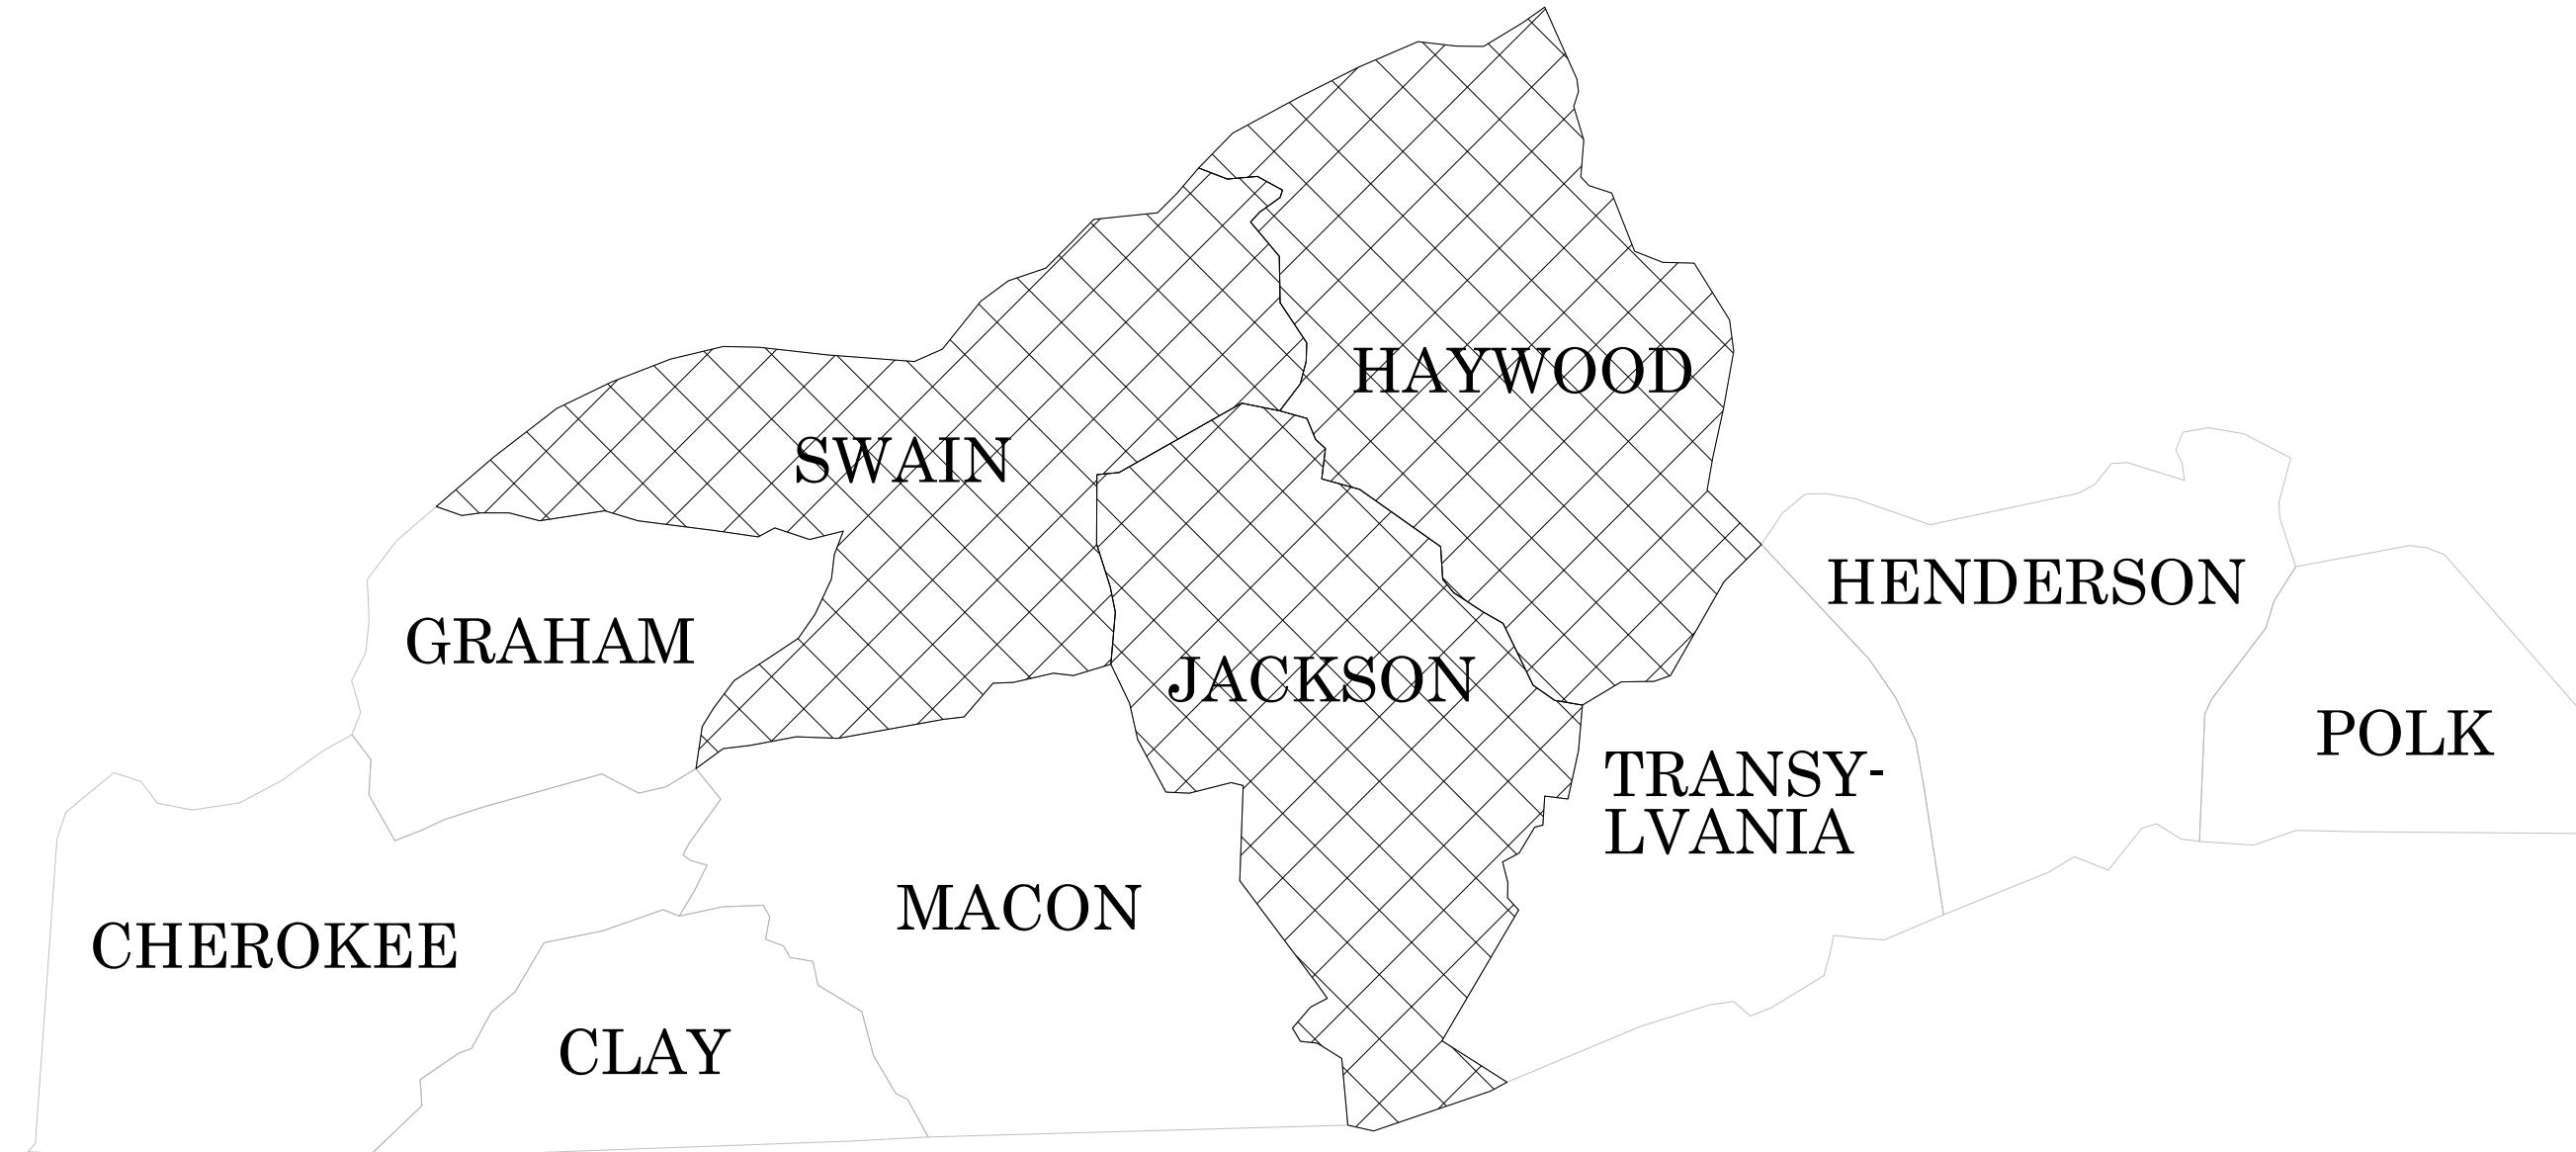 HAYWOOD
SWAIN
HENDERSON
GRAHAM
JACKSON
POLK
TRANSY-
LVANIA
MACON
CHEROKEE
CLAY